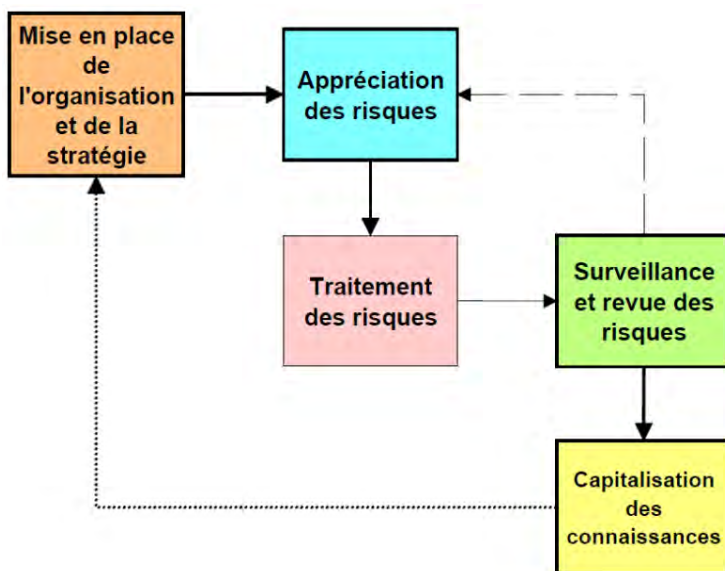 Mise en place
de
l'organisation
et de la
stratégie
Appréciation
des risques
Traitement
des risques
Surveillance
et revue des
risques
Capitalisation
des
connaissances